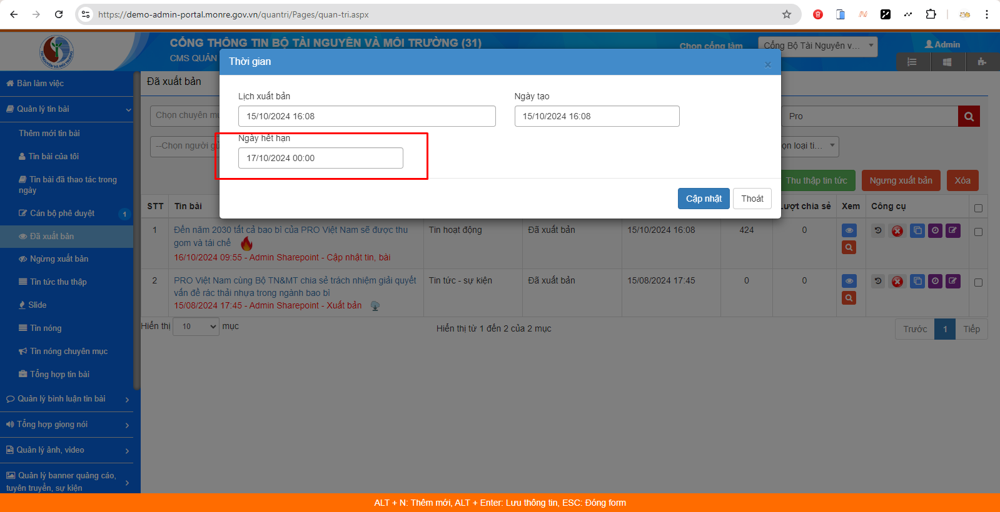 https://demo-admin-portal.monre.gov.vn/quantri/Pages/quan-tri.aspx
CỔNG THÔNG TIN BỘ TÀI NGUYÊN VÀ MÔI TRƯỜNG (31)
CMS QUẢN
Chọn cổng làm
Cổng Bộ Tài Nguyên v...
Admin
Thời gian
×
Lịch xuất bản
Ngày tạo
15/10/2024 16:08
15/10/2024 16:08
Ngày hết hạn
17/10/2024 00:00
Cập nhật
Thoát
Bàn làm việc
Quản lý tin bài
Thêm mới tin bài
Tin bài của tôi
Tin bài đã thao tác trong
ngày
Cán bộ phê duyệt
1
Đã xuất bản
Ngừng xuất bản
Tin tức thu thập
Slide
Tin nóng
Tin nóng chuyên mục
Tổng hợp tin bài
Quản lý bình luận tin bài
Tổng hợp giọng nói
Quản lý ảnh, video
Quản lý banner quảng cáo,
tuyên truyền, sự kiện
Đã xuất bản
Chọn chuyên mụ
Pro
--Chọn người gử
ọn loại ti...
Thu thập tin tức
Ngưng xuất bản
Xóa
STT
Tin bài
Lượt chia sẻ
Xem
Công cụ
1
Đến năm 2030 tất cả bao bì của PRO Việt Nam sẽ được thu
gom và tái chế
16/10/2024 09:55 - Admin Sharepoint - Cập nhật tin, bài
Tin hoạt động
Đã xuất bản
15/10/2024 16:08
424
0
2
PRO Việt Nam cùng Bộ TN&MT chia sẻ trách nhiệm giải quyết
vấn đề rác thải nhựa trong ngành bao bì
15/08/2024 17:45 - Admin Sharepoint - Xuất bản
Tin tức - sự kiện
Đã xuất bản
15/08/2024 17:45
0
0
Hiển thị 10 mục
Hiển thị từ 1 đến 2 của 2 mục
Trước
1
Tiếp
ALT + N: Thêm mới, ALT + Enter: Lưu thông tin, ESC: Đóng form